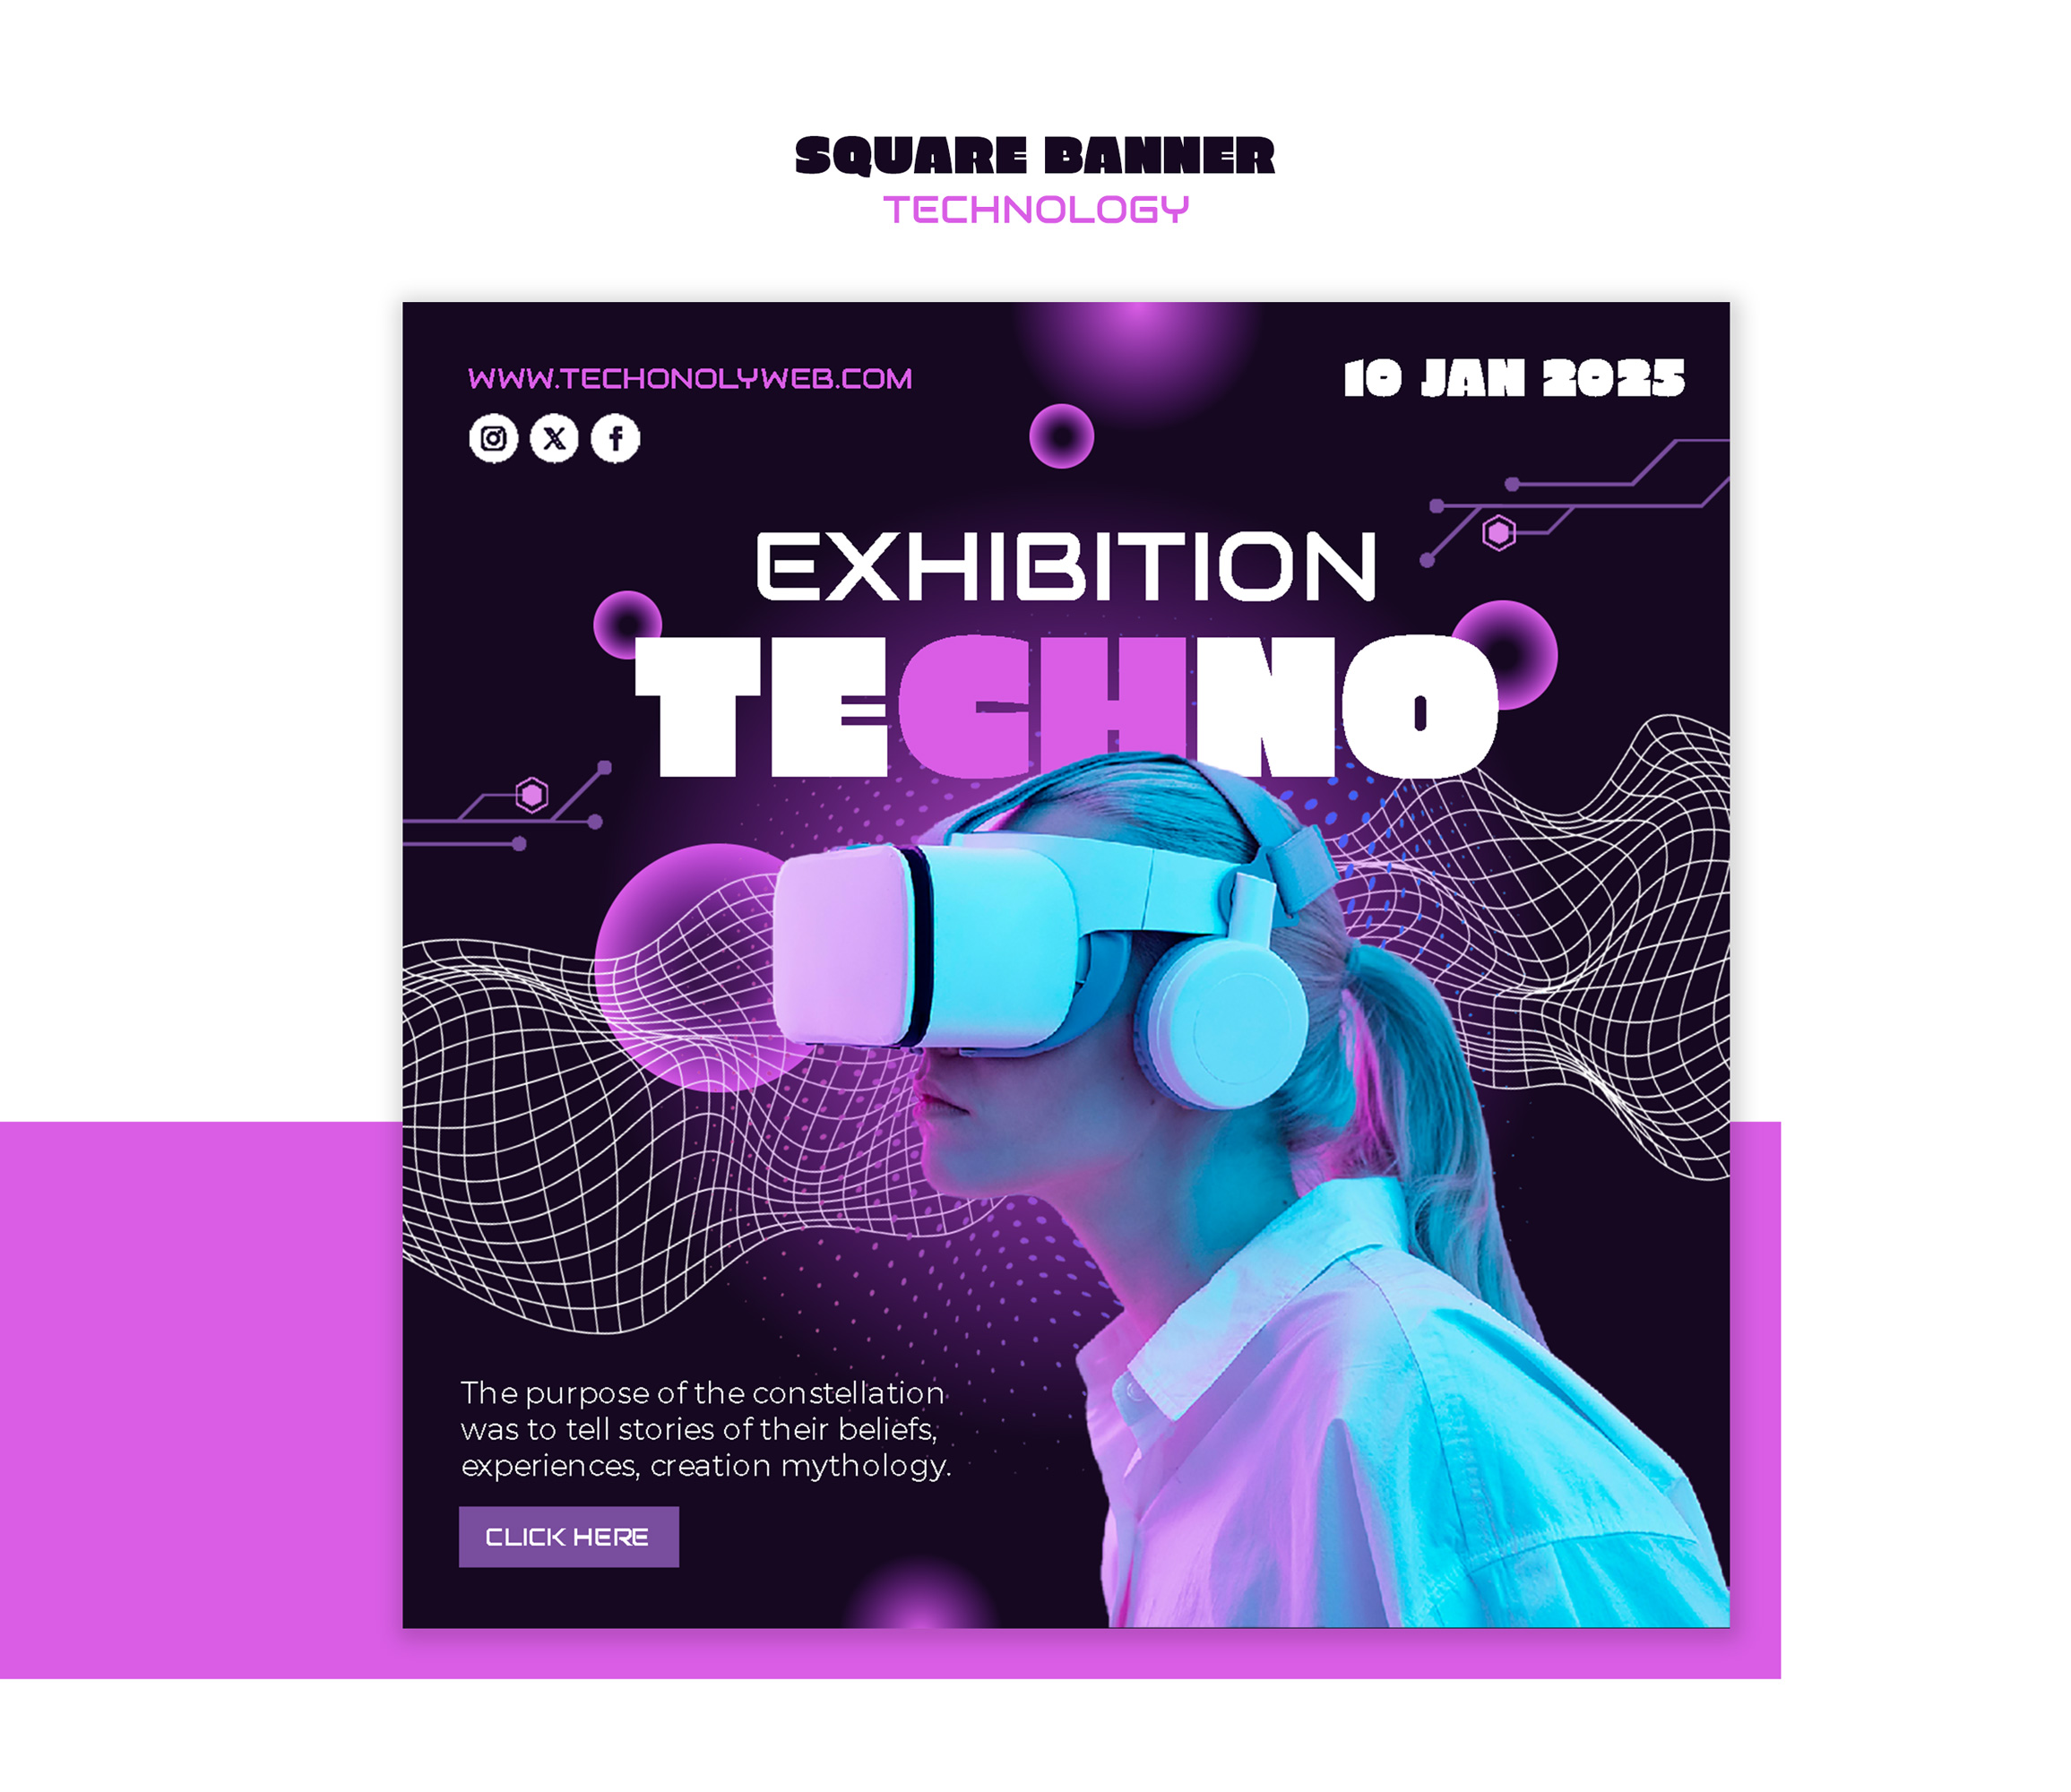 SQUARE BANNER
TECHNOLOGY
WWW.TECHONOLYWEB.COM
10 JAN 2025
EXHIBITION
TECHNO
The purpose of the constellation
was to tell stories of their beliefs,
experiences, creation mythology.
CLICK HERE